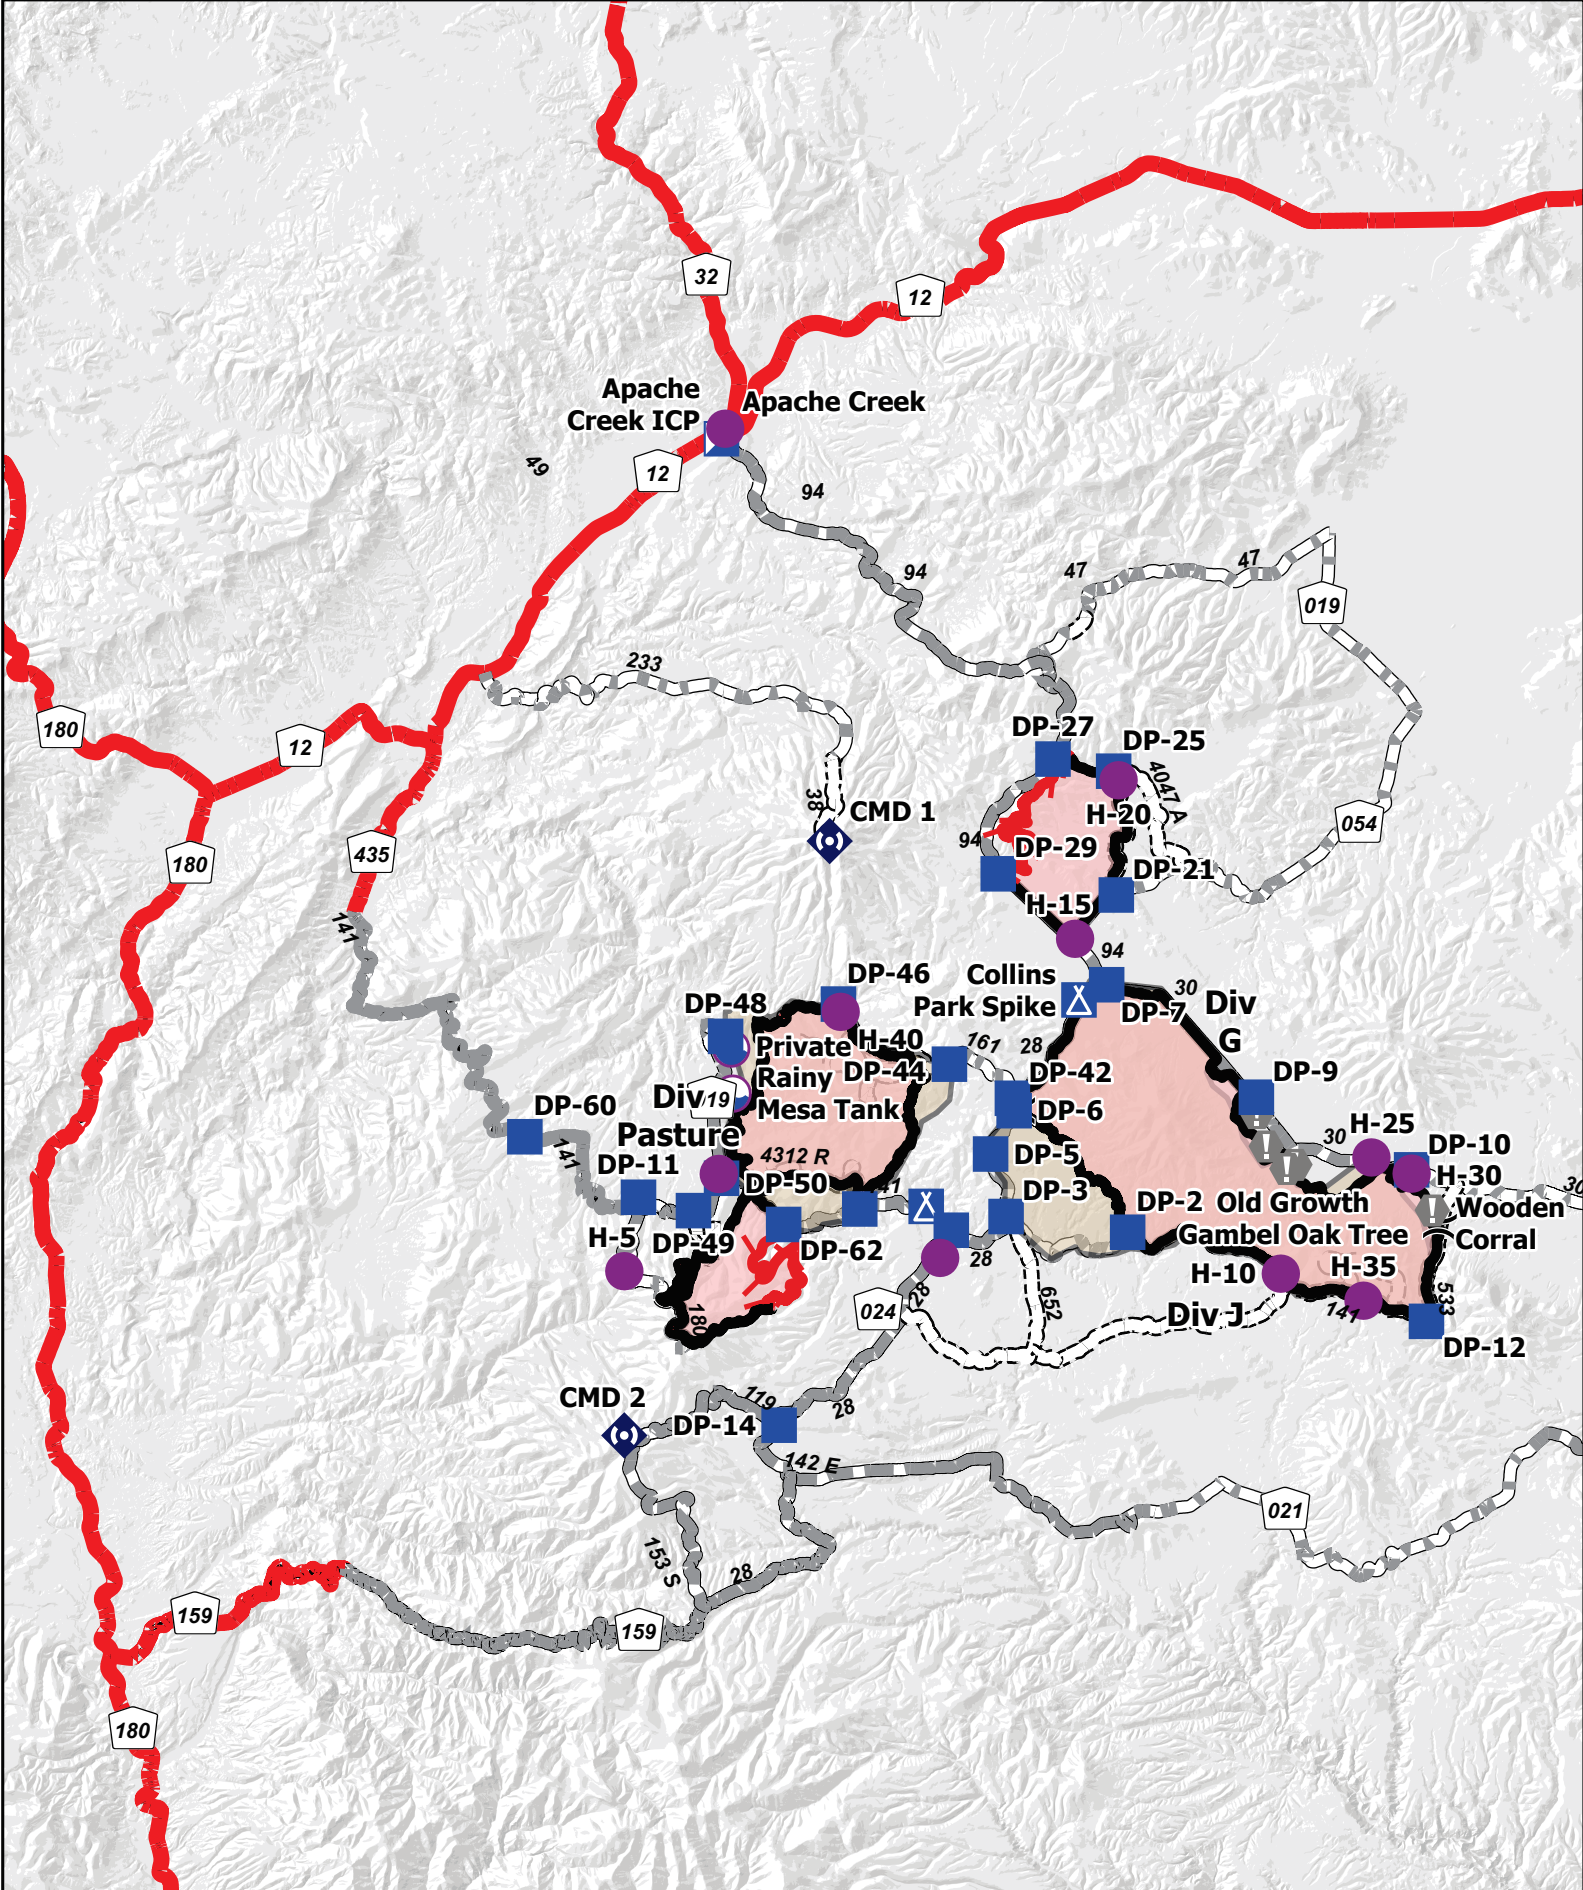 32
12
Apache
Creek ICP
Apache Creek
12
49
94
94
47
47
019
233
180
12
DP-27
DP-25
4047 A
38
CMD 1
H-20
054
180
435
94
DP-29
DP-21
H-15
141
94
Collins
Park Spike
30
Div
G
DP-7
DP-46
DP-48
H-40
Private
161
28
DP-44
Rainy
DP-42
DP-9
Div
019
Mesa Tank
DP-6
DP-60
Pasture
H-25
30
DP-10
141
4312 R
DP-5
DP-11
H-30
30
DP-50
41
DP-3
DP-2
Old Growth
Gambel Oak Tree
Wooden
Corral
H-5
DP-49
DP-62
28
H-10
H-35
28
652
533
024
180
Div J
141
DP-12
CMD 2
119
28
DP-14
142 E
021
153 S
28
159
159
180